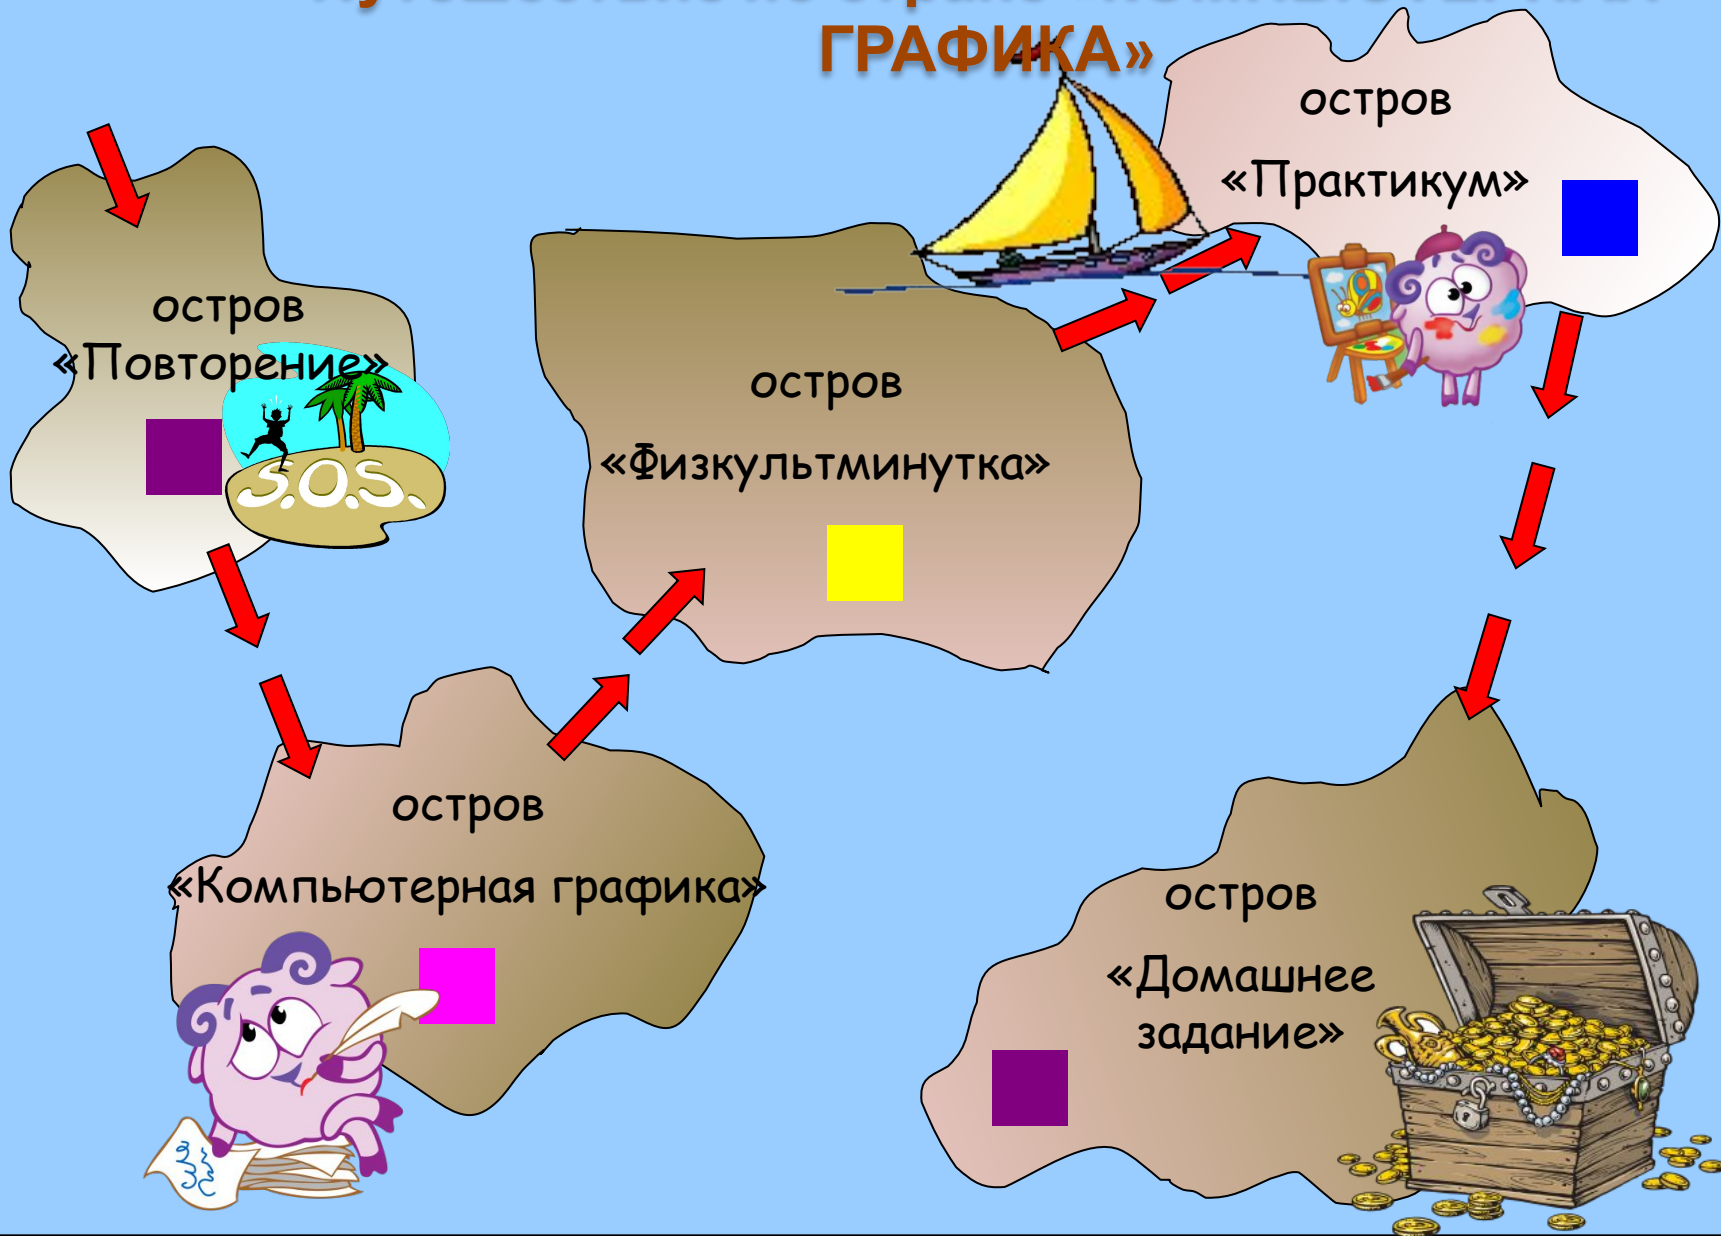 ГРАФИКА»
остров
«Практикум»
остров
«Повторение»
S.O.S.
остров
«Физкультминутка»
остров
«Компьютерная графика»
остров
«Домашнее
задание»